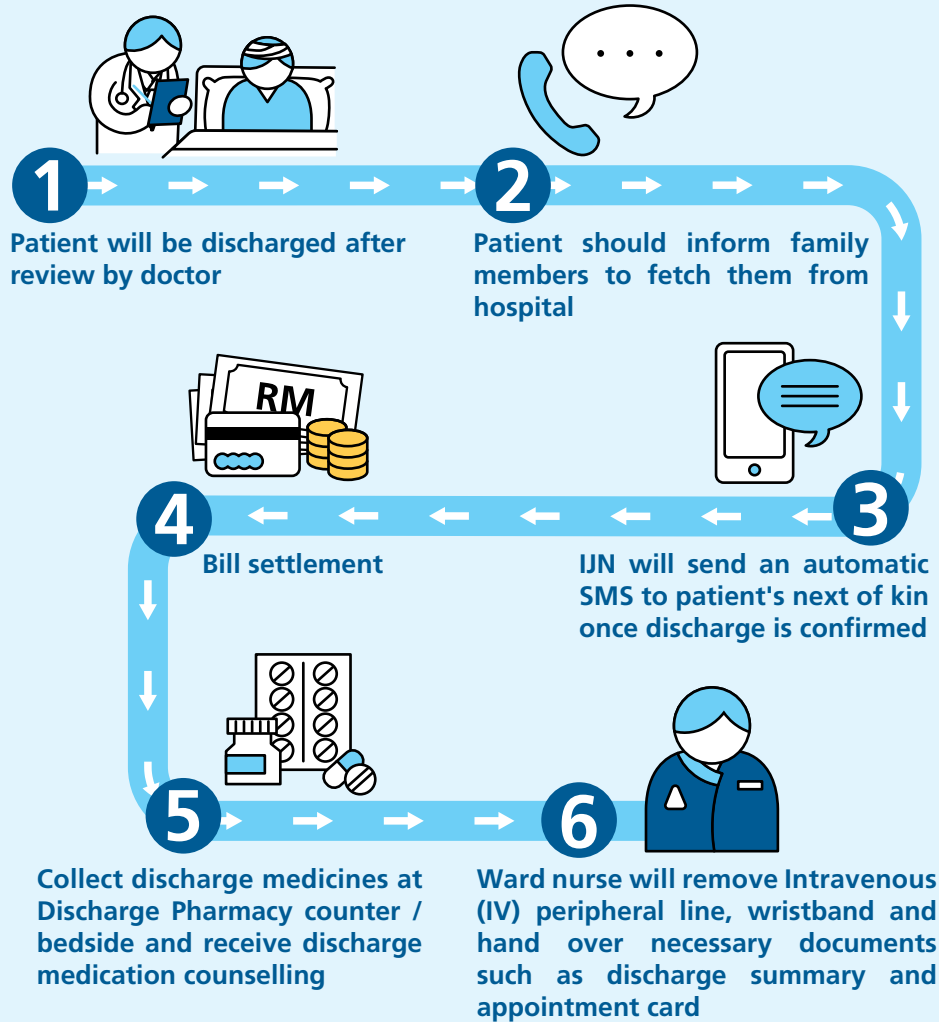 1
Patient will be discharged after
review by doctor
2
Patient should inform family
members to fetch them from
hospital
3
IJN will send an automatic
SMS to patient's next of kin
once discharge is confirmed
RM
4
Bill settlement
5
Collect discharge medicines at
Discharge Pharmacy counter /
bedside and receive discharge
medication counselling
6
Ward nurse will remove Intravenous
(IV) peripheral line, wristband and
hand over necessary documents
such as discharge summary and
appointment card